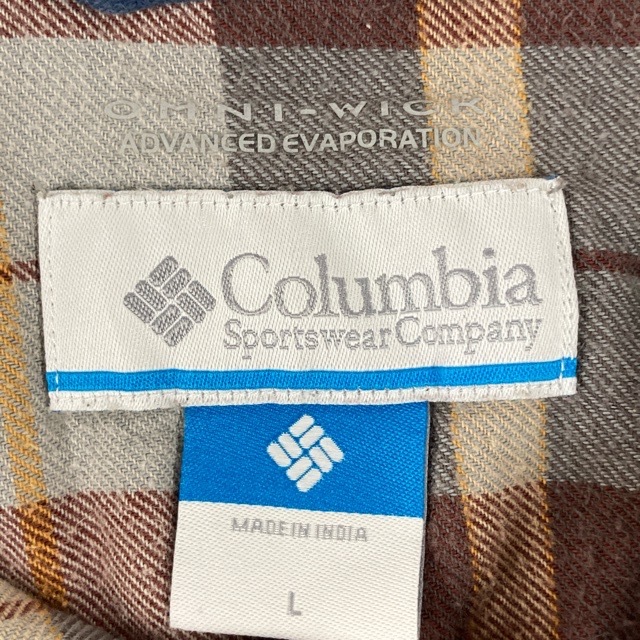 OMNI-WICK
ADVANCED EVAPORATION
Columbia
Sportswear Company
MADE IN INDIA
L